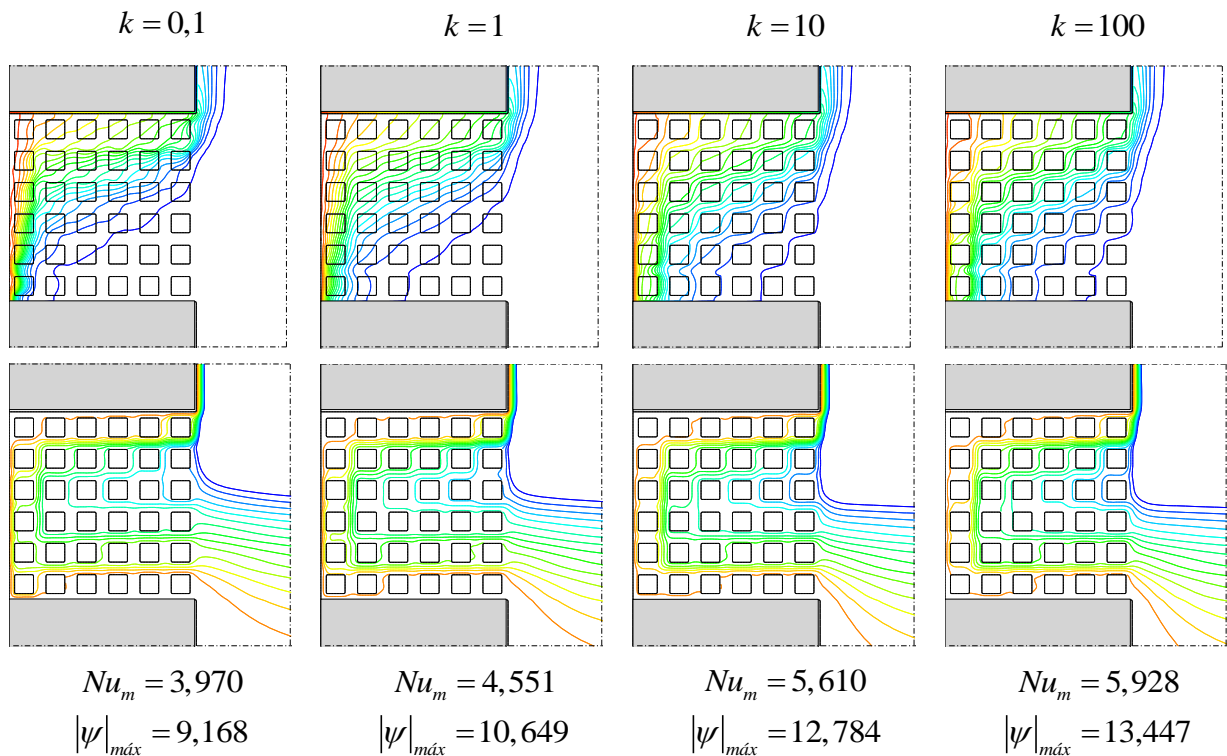 k = 0,1
k = 1
k = 10
k = 100
Nu_m = 3,970
Nu_m = 4,551
Nu_m = 5,610
Nu_m = 5,928
|ψ|_máx = 9,168
|ψ|_máx = 10,649
|ψ|_máx = 12,784
|ψ|_máx = 13,447